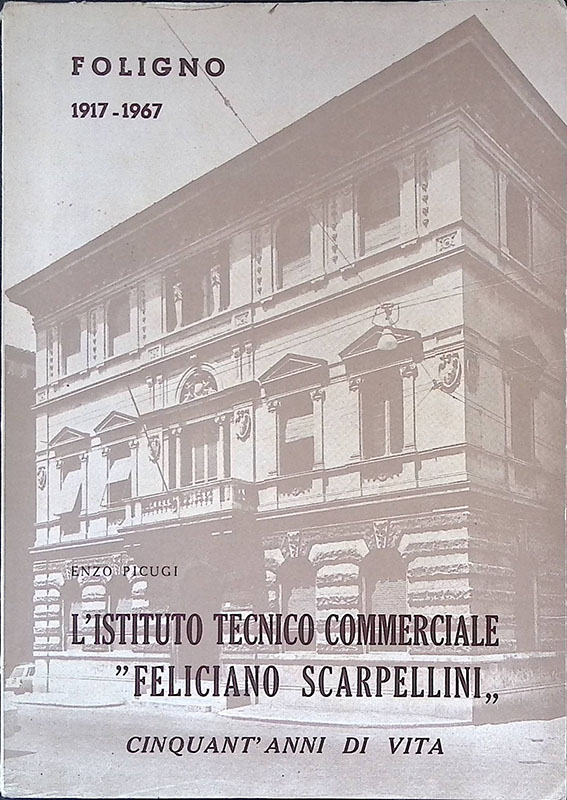 FOLIGNO
1917 - 1967
ENZO PICUGI
L'ISTITUTO TECNICO COMMERCIALE
”FELICIANO SCARPELLINI„
CINQUANT'ANNI DI VITA